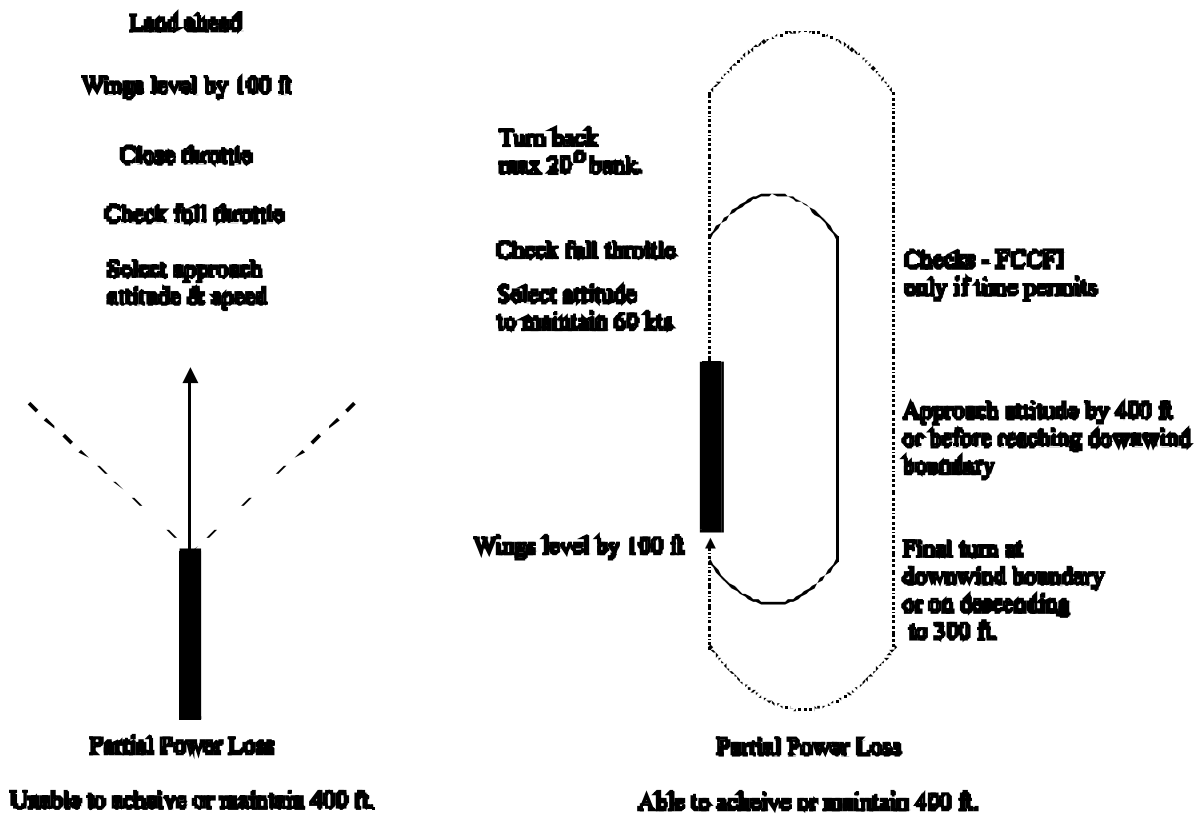 Land ahead
Wings level by 100 ft
Close throttle
Check full throttle
Select approach
attitude & speed
Partial Power Loss
Unable to acheive or maintain 400 ft.
Turn back
max 20° bank.
Check full throttle
Select attitude
to maintain 60 kts
Wings level by 100 ft
Checks - FCCFI
only if time permits
Approach attitude by 400 ft
or before reaching downwind
boundary
Final turn at
downwind boundary
or on descending
to 300 ft.
Partial Power Loss
Able to acheive or maintain 400 ft.